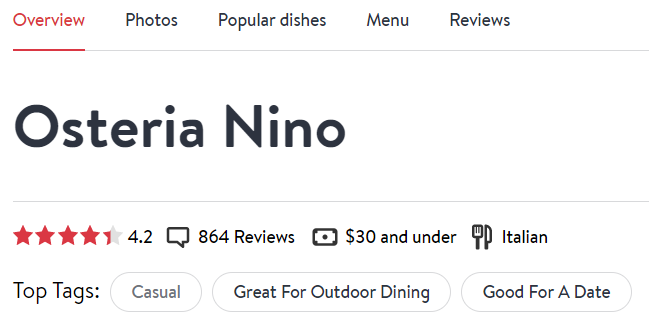 Overview Photos Popular dishes Menu Reviews
Osteria Nino
4.2 864 Reviews $30 and under Italian
Top Tags: Casual Great For Outdoor Dining Good For A Date